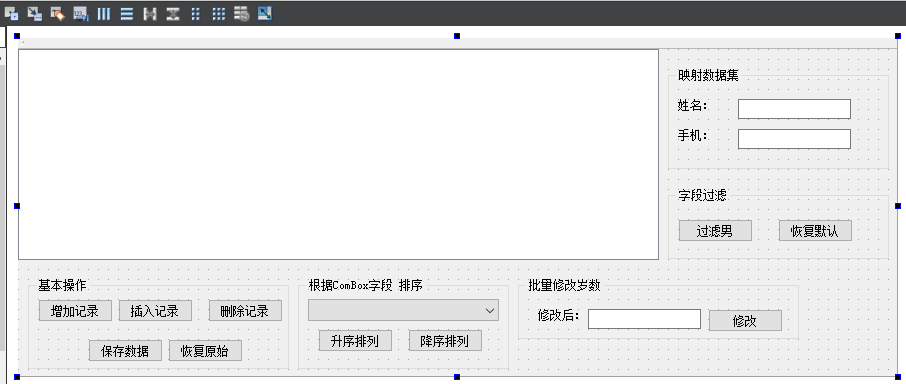 映射数据集
姓名：
手机：
字段过滤
过滤男
恢复默认
基本操作
增加记录
插入记录
删除记录
保存数据
恢复原始
根据ComBox字段 排序
升序排列
降序排列
批量修改岁数
修改后：
修改